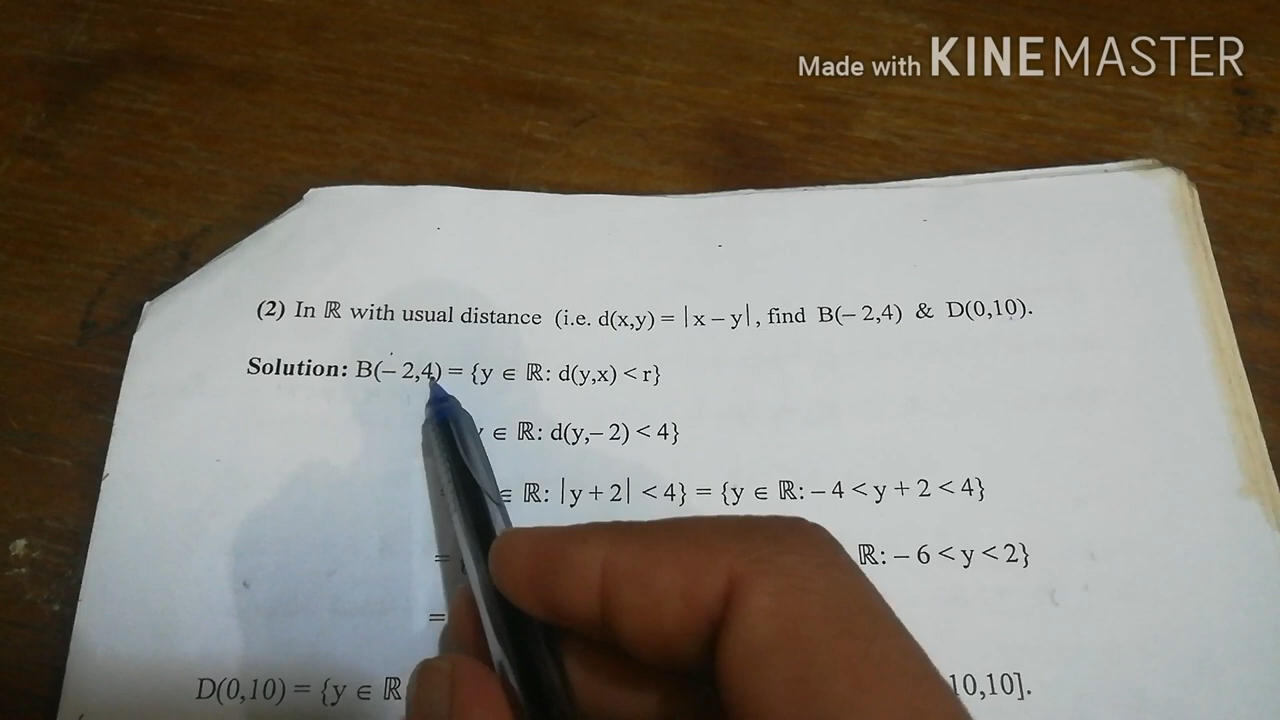 Made with KINEMASTER
(2) In ℝ with usual distance (i.e. d(x,y) = |x – y|, find B(– 2,4) & D(0,10).
Solution: B(– 2,4) = {y ∈ ℝ: d(y,x) < r}
∈ ℝ: d(y,– 2) < 4}
∈ ℝ: |y + 2| < 4} = {y ∈ ℝ: – 4 < y + 2 < 4}
= ℝ: – 6 < y < 2}
=
D(0,10) = {y ∈ ℝ 10,10].